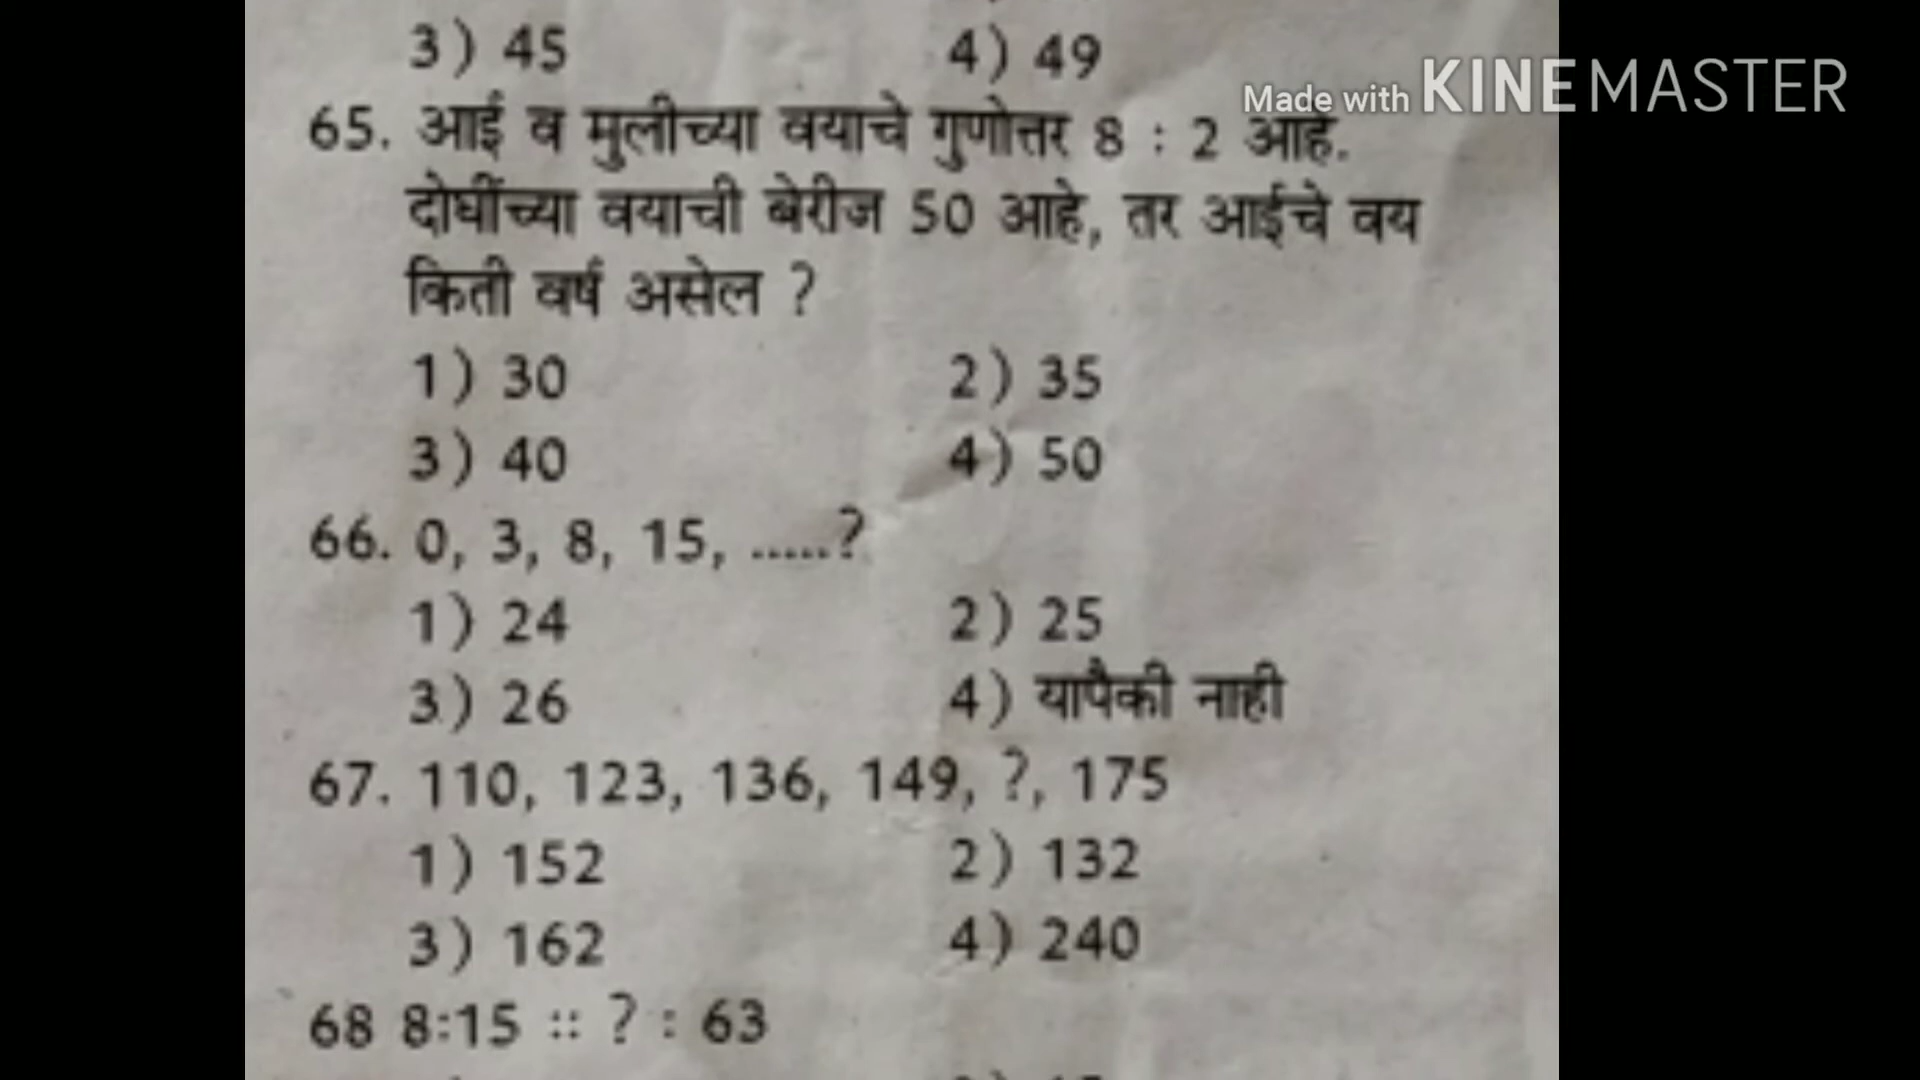 3) 45 4) 49
Made with KINEMASTER
65. आई व मुलीच्या वयाचे गुणोत्तर 8 : 2 आहे.
दोघींच्या वयाची बेरीज 50 आहे, तर आईचे वय
किती वर्ष असेल ?
1) 30 2) 35
3) 40 4) 50
66. 0, 3, 8, 15, .....?
1) 24 2) 25
3) 26 4) यापैकी नाही
67. 110, 123, 136, 149, ?, 175
1) 152 2) 132
3) 162 4) 240
68 8:15 :: ? : 63